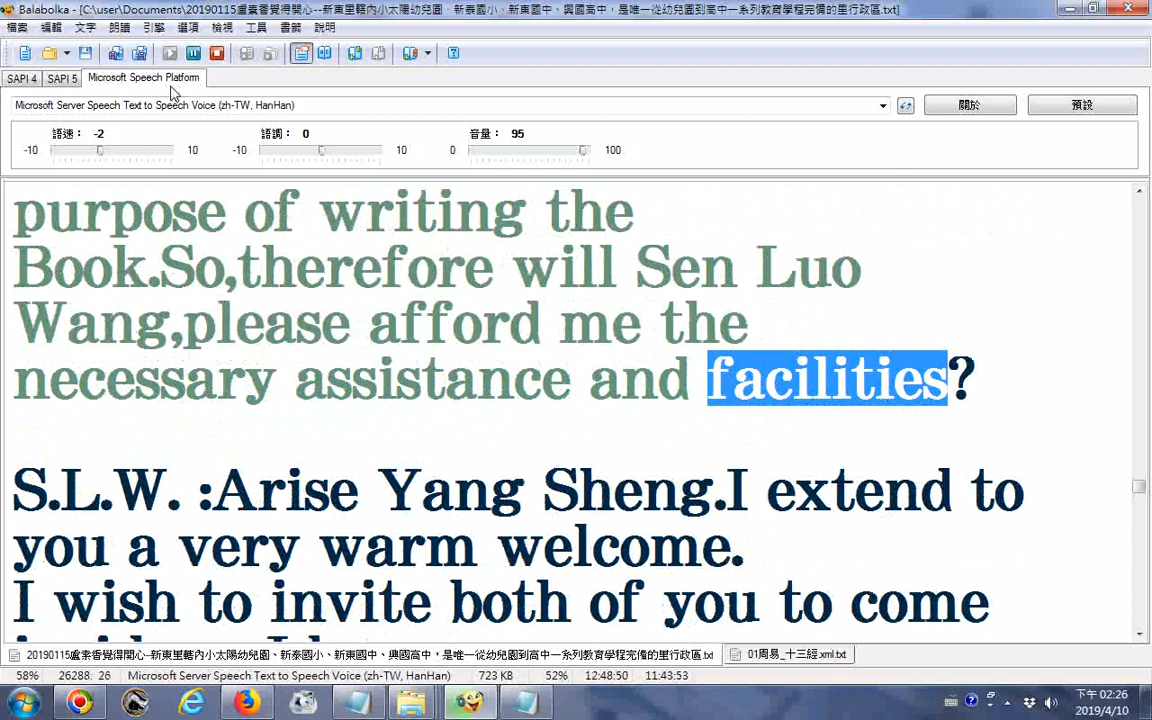 Balabolka - [C:\user\Documents\20190115盧素香覺得開心--新東里轄內小太陽幼兒園、新泰國小、新東國中、興國高中，是唯一從幼兒園到高中一系列教育學程完備的里行政區.txt]
檔案 編輯 文字 朗讀 引擎 選項 檢視 工具 書籤 說明
SAPI 4 SAPI 5 Microsoft Speech Platform
Microsoft Server Speech Text to Speech Voice (zh-TW, HanHan) 關於 預設
語速： -2 語調： 0 音量： 95
-10 10 -10 10 0 100
purpose of writing the
Book.So,therefore will Sen Luo
Wang,please afford me the
necessary assistance and facilities?
S.L.W. :Arise Yang Sheng.I extend to
you a very warm welcome.
I wish to invite both of you to come
20190115盧素香覺得開心--新東里轄內小太陽幼兒園、新泰國小、新東國中、興國高中，是唯一從幼兒園到高中一系列教育學程完備的里行政區.txt 01周易_十三經.xml.txt
58% 26288: 26 Microsoft Server Speech Text to Speech Voice (zh-TW, HanHan) 723 KB 52% 12:48:50 11:43:53
下午 02:26
2019/4/10